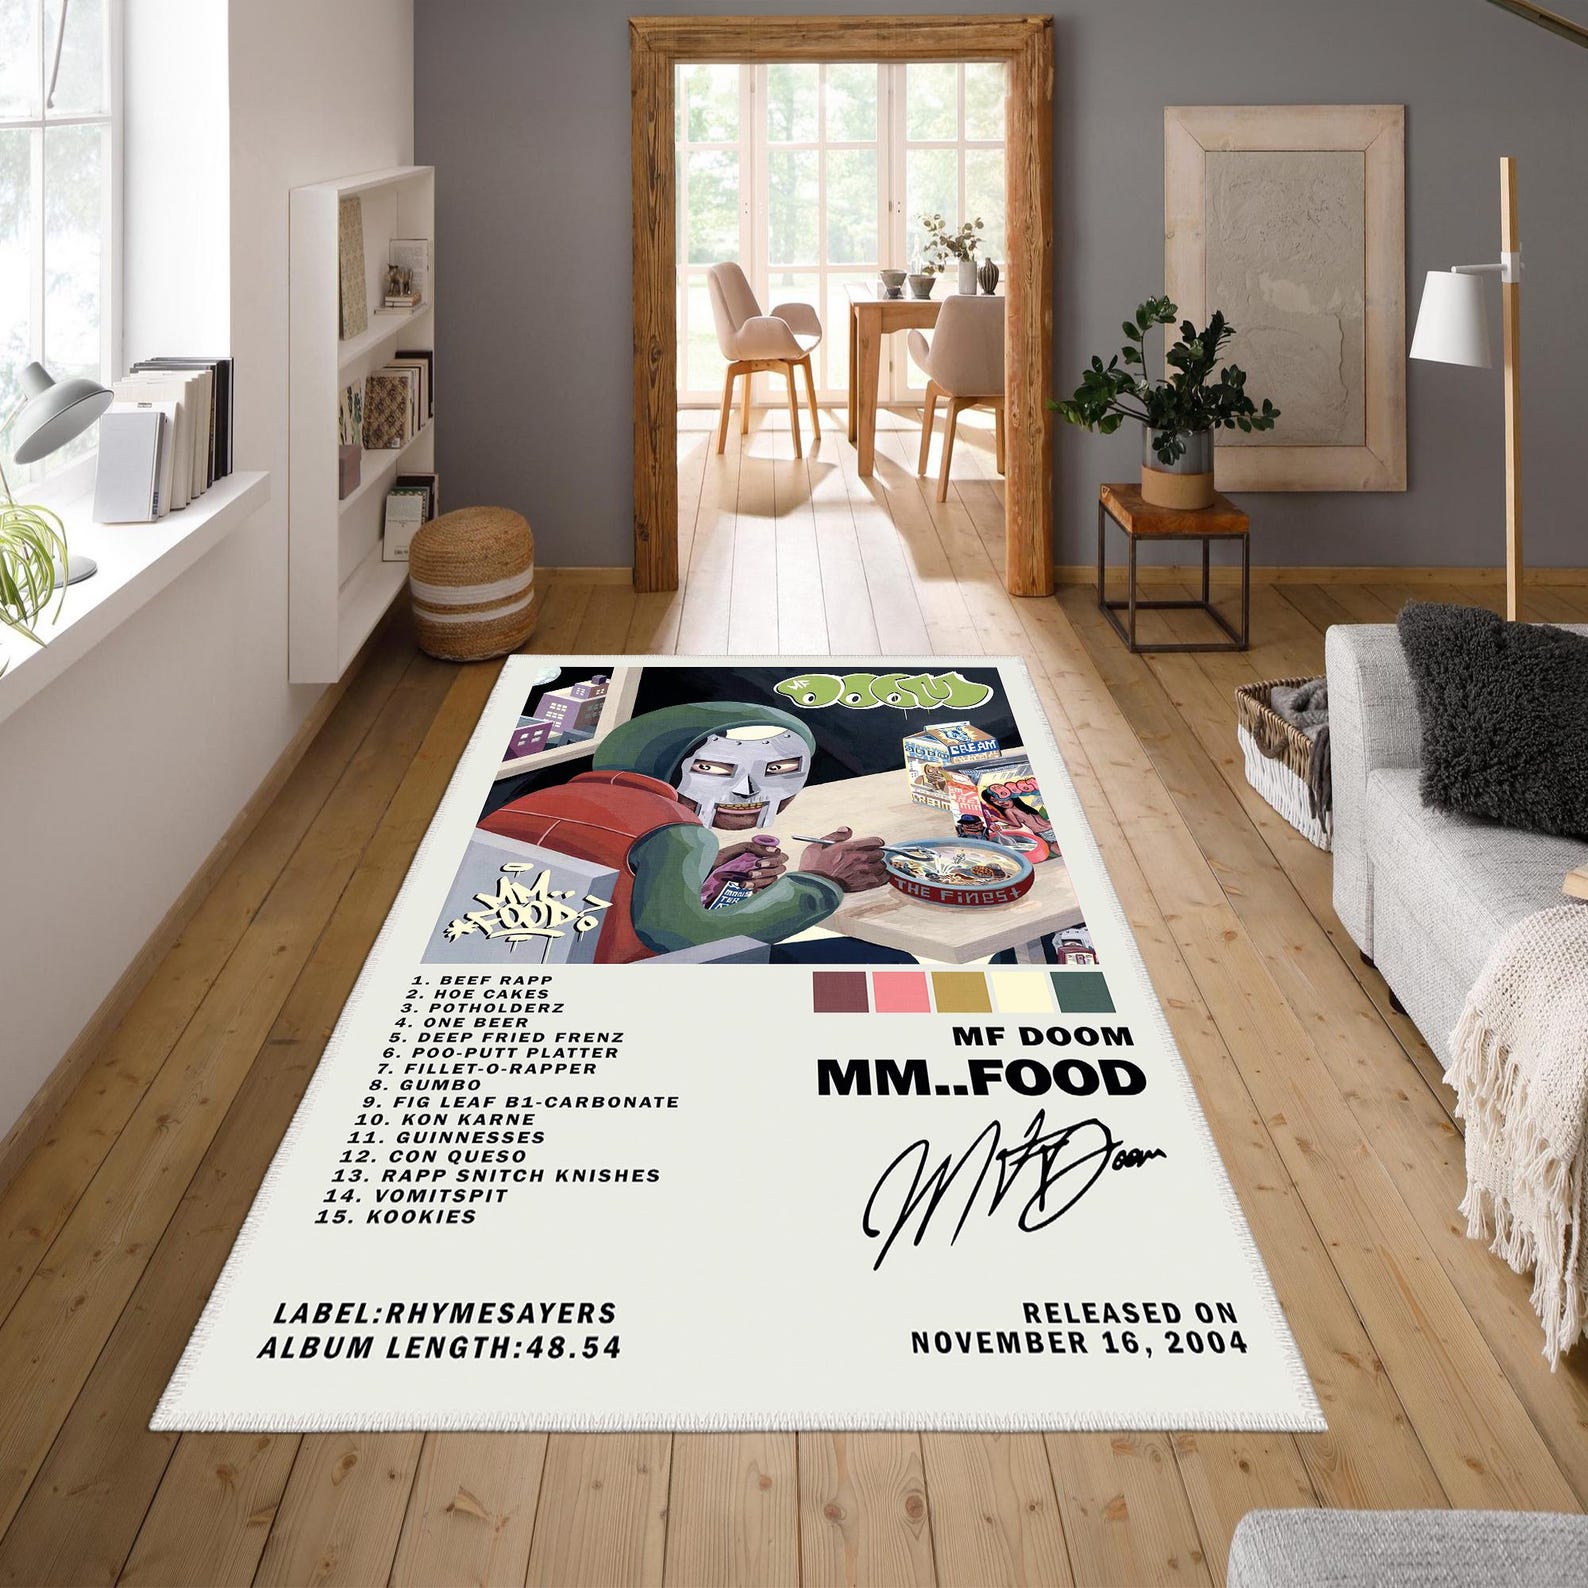 MF DOOM
CREAM
DOOM
THE FINEST
MM..
FOOD?
1. BEEF RAPP
2. HOE CAKES
3. POTHOLDERZ
4. ONE BEER
5. DEEP FRIED FRENZ
6. POO-PUTT PLATTER
7. FILLET-O-RAPPER
8. GUMBO
9. FIG LEAF B1-CARBONATE
10. KON KARNE
11. GUINNESSES
12. CON QUESO
13. RAPP SNITCH KNISHES
14. VOMITSPIT
15. KOOKIES
MF DOOM
MM..FOOD
MF Doom
LABEL:RHYMESAYERS
ALBUM LENGTH:48.54
RELEASED ON
NOVEMBER 16, 2004